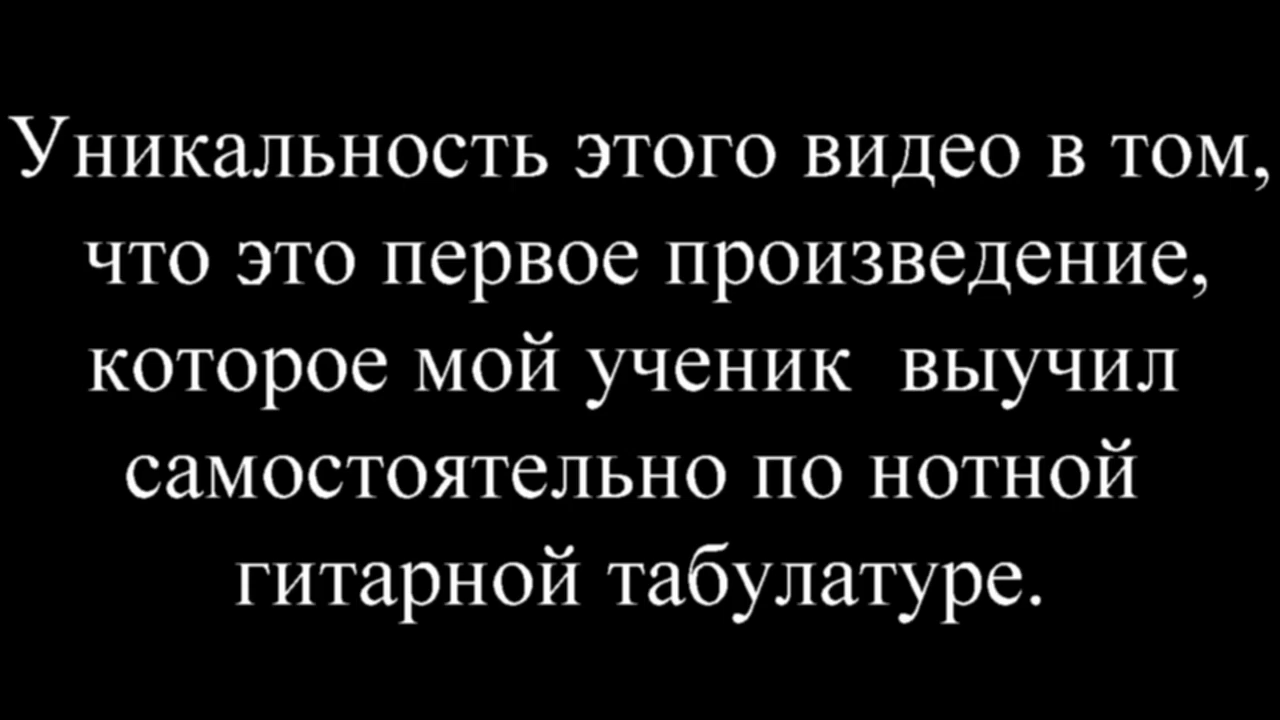 Уникальность этого видео в том,
что это первое произведение,
которое мой ученик  выучил
самостоятельно по нотной
гитарной табулатуре.